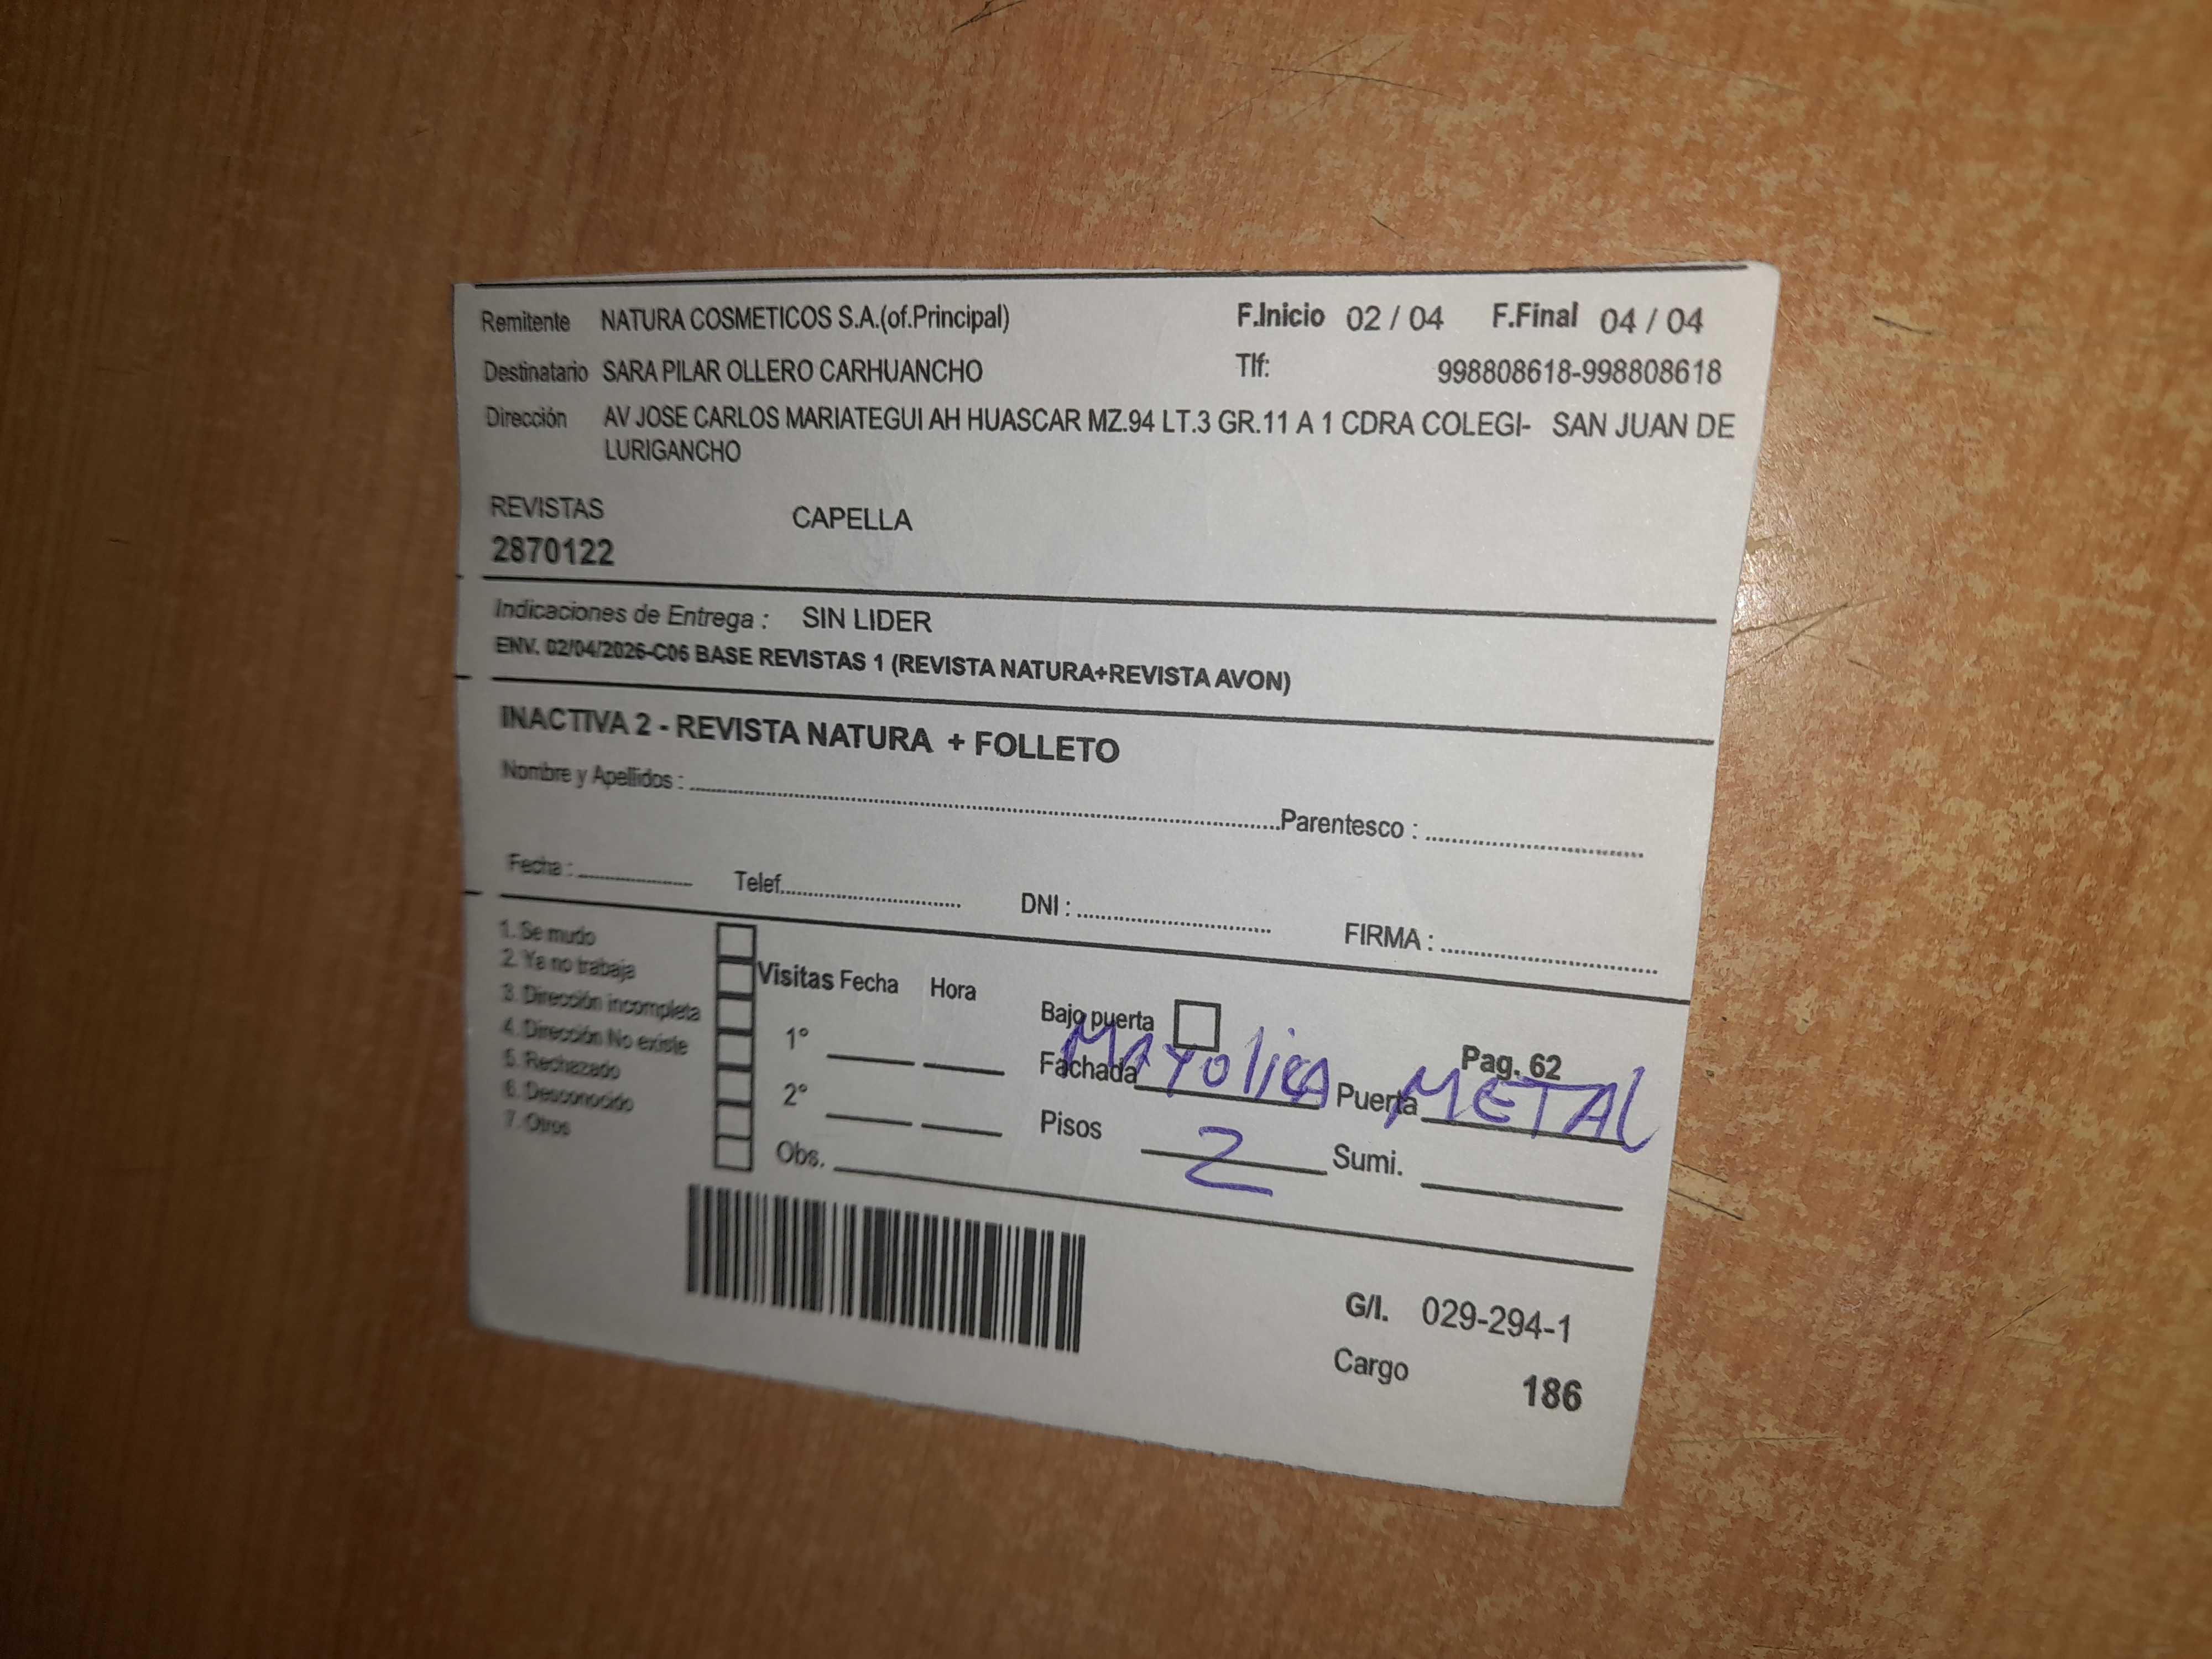 Remitente NATURA COSMETICOS S.A.(of.Principal) F.Inicio 02 / 04 F.Final 04 / 04
Destinatario SARA PILAR OLLERO CARHUANCHO Tlf: 998808618-998808618
Dirección AV JOSE CARLOS MARIATEGUI AH HUASCAR MZ.94 LT.3 GR.11 A 1 CDRA COLEGI- SAN JUAN DE
LURIGANCHO
REVISTAS CAPELLA
2870122
Indicaciones de Entrega : SIN LIDER
ENV. 02/04/2026-C06 BASE REVISTAS 1 (REVISTA NATURA+REVISTA AVON)
INACTIVA 2 - REVISTA NATURA + FOLLETO
Nombre y Apellidos : Parentesco :
Fecha : Telef. DNI : FIRMA :
1. Se mudo
2. Ya no trabaja
3. Dirección incompleta
4. Dirección No existe
5. Rechazado
6. Desconocido
7. Otros
Visitas Fecha Hora
1°
2°
Obs.
Bajo puerta Pag. 62
Fachada MAYOlicA Puerta METAL
Pisos 2 Sumi.
G/I. 029-294-1
Cargo 186